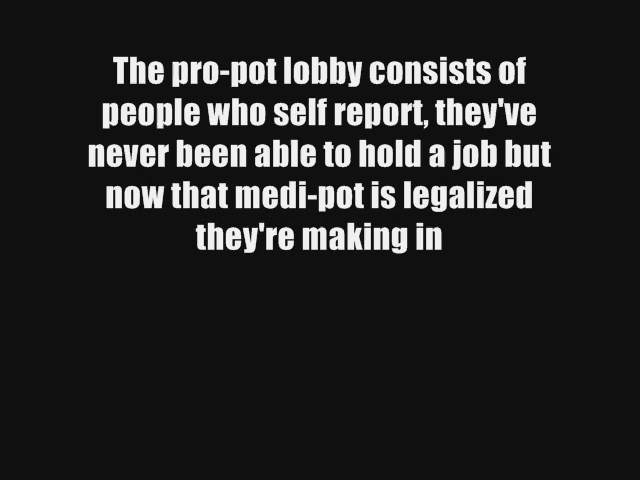 The pro-pot lobby consists of
people who self report, they've
never been able to hold a job but
now that medi-pot is legalized
they're making in